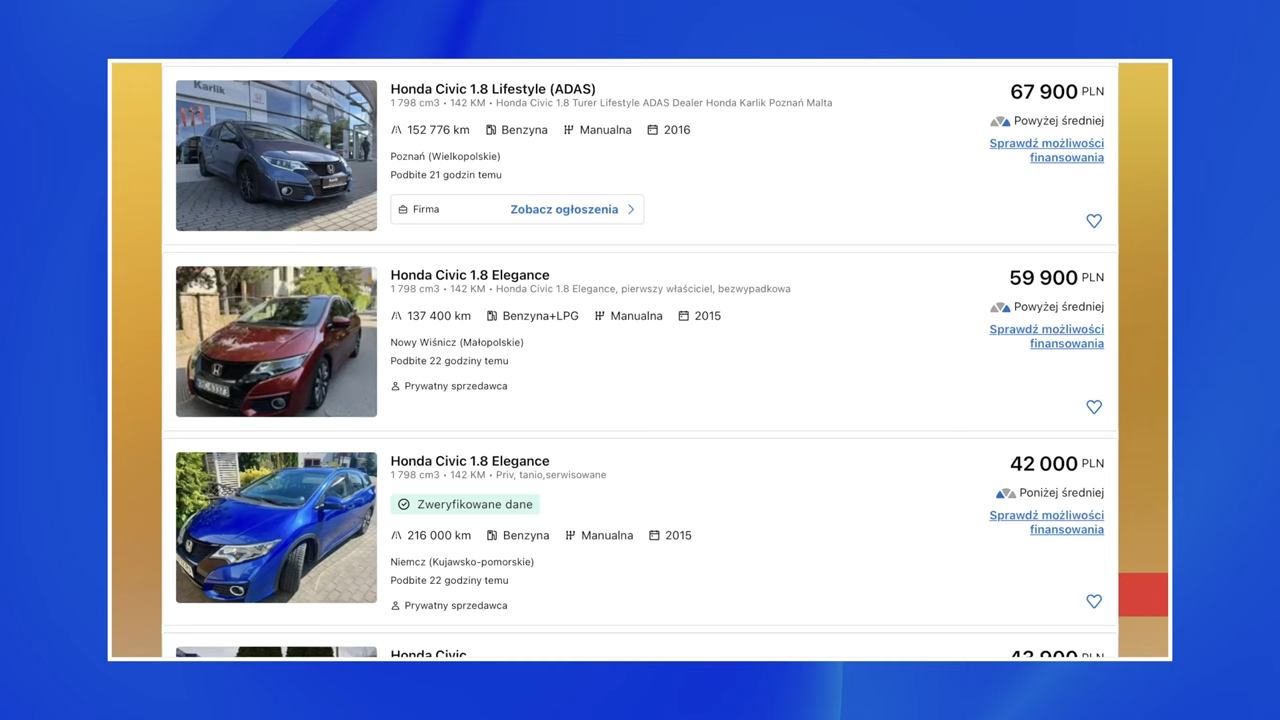 Karlik
Honda Civic 1.8 Lifestyle (ADAS)
1 798 cm3 • 142 KM • Honda Civic 1.8 Turer Lifestyle ADAS Dealer Honda Karlik Poznań Malta
152 776 km Benzyna Manualna 2016
Poznań (Wielkopolskie)
Podbite 21 godzin temu
Firma Zobacz ogłoszenia
67 900 PLN
Powyżej średniej
Sprawdź możliwości
finansowania
Honda Civic 1.8 Elegance
1 798 cm3 • 142 KM • Honda Civic 1.8 Elegance, pierwszy właściciel, bezwypadkowa
137 400 km Benzyna+LPG Manualna 2015
Nowy Wiśnicz (Małopolskie)
Podbite 22 godziny temu
Prywatny sprzedawca
59 900 PLN
Powyżej średniej
Sprawdź możliwości
finansowania
Honda Civic 1.8 Elegance
1 798 cm3 • 142 KM • Priv, tanio,serwisowane
Zweryfikowane dane
216 000 km Benzyna Manualna 2015
Niemcz (Kujawsko-pomorskie)
Podbite 22 godziny temu
Prywatny sprzedawca
42 000 PLN
Poniżej średniej
Sprawdź możliwości
finansowania
Honda Civic
42 900 PLN